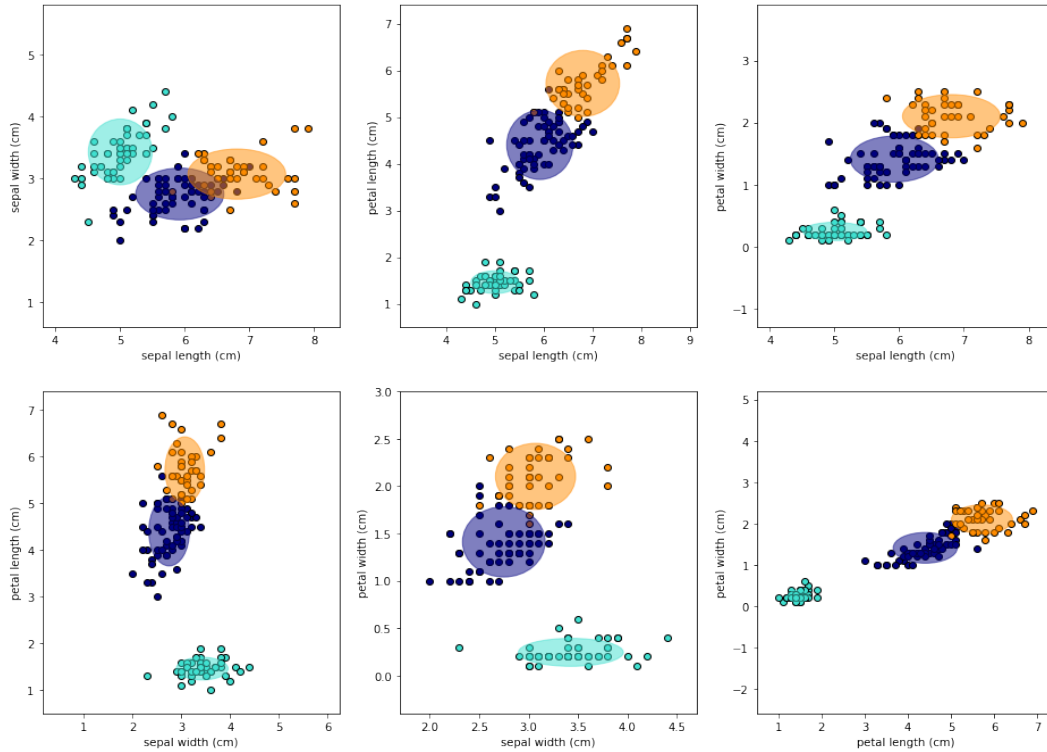 5
4
3
2
1
sepal width (cm)
4 5 6 7 8
sepal length (cm)
7
6
5
4
3
2
1
petal length (cm)
4 5 6 7 8 9
sepal length (cm)
3
2
1
0
−1
petal width (cm)
4 5 6 7 8
sepal length (cm)
7
6
5
4
3
2
1
petal length (cm)
1 2 3 4 5 6
sepal width (cm)
3.0
2.5
2.0
1.5
1.0
0.5
0.0
petal width (cm)
2.0 2.5 3.0 3.5 4.0 4.5
sepal width (cm)
5
4
3
2
1
0
−1
−2
petal width (cm)
1 2 3 4 5 6 7
petal length (cm)